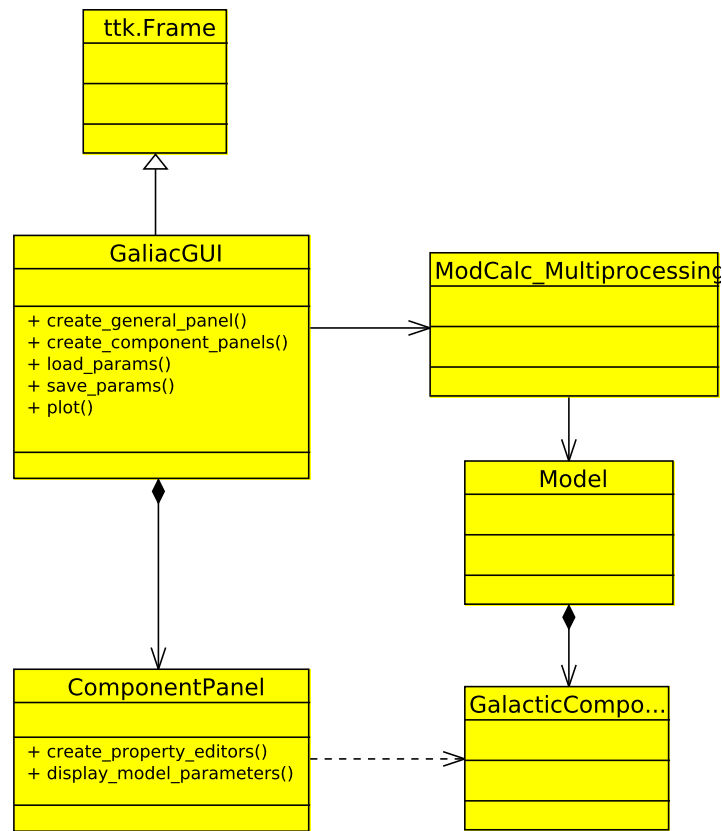 ttk.Frame
GaliacGUI
+ create_general_panel()
+ create_component_panels()
+ load_params()
+ save_params()
+ plot()
ModCalc_Multiprocessing
Model
ComponentPanel
+ create_property_editors()
+ display_model_parameters()
GalacticCompo...